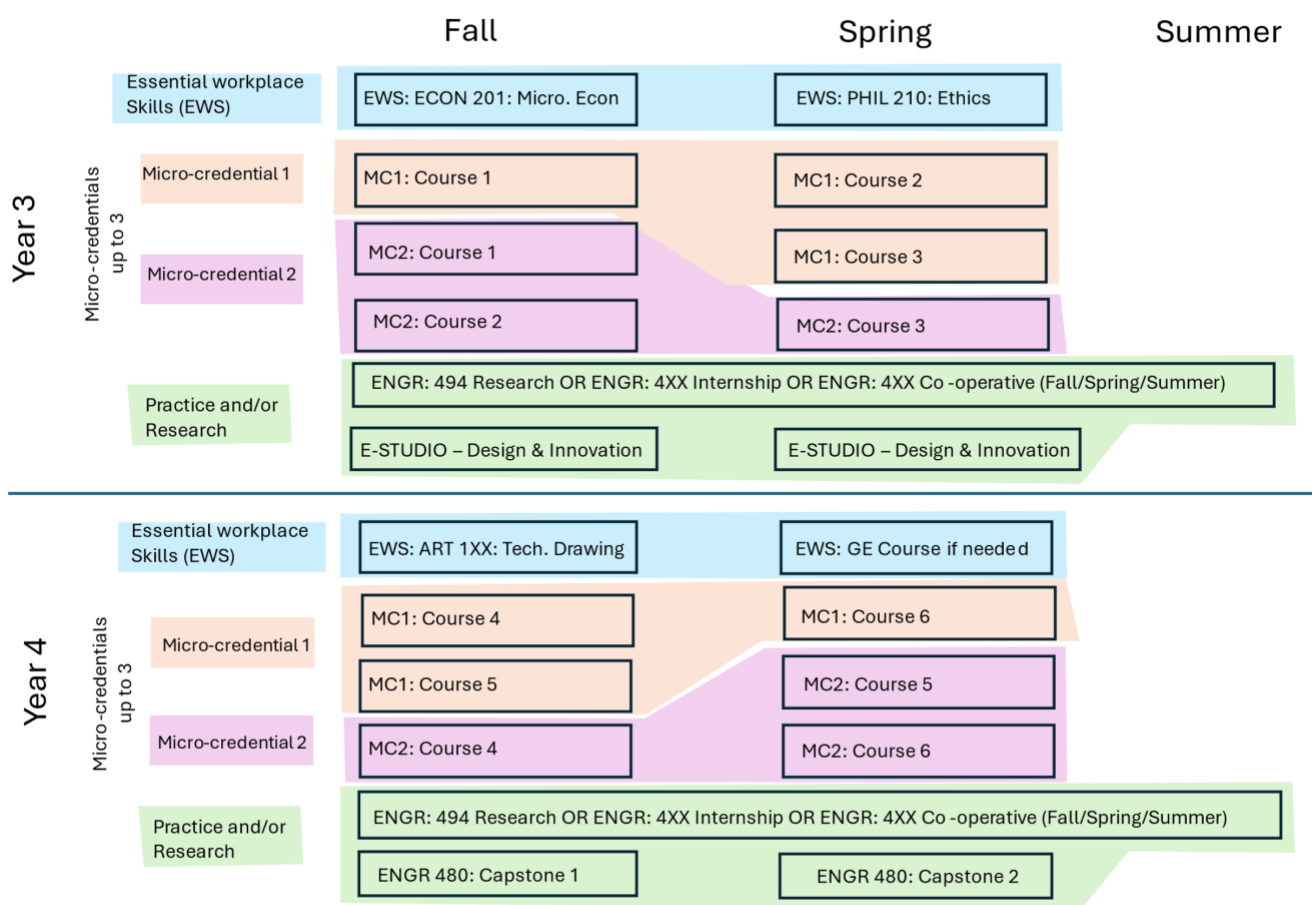 Fall
Spring
Summer
Year 3
Essential workplace
Skills (EWS)
EWS: ECON 201: Micro. Econ
EWS: PHIL 210: Ethics
Micro-credentials
up to 3
Micro-credential 1
MC1: Course 1
MC1: Course 2
MC2: Course 1
MC1: Course 3
Micro-credential 2
MC2: Course 2
MC2: Course 3
Practice and/or
Research
ENGR: 494 Research OR ENGR: 4XX Internship OR ENGR: 4XX Co-operative (Fall/Spring/Summer)
E-STUDIO – Design & Innovation
E-STUDIO – Design & Innovation
Year 4
Essential workplace
Skills (EWS)
EWS: ART 1XX: Tech. Drawing
EWS: GE Course if needed
Micro-credentials
up to 3
Micro-credential 1
MC1: Course 4
MC1: Course 6
MC1: Course 5
MC2: Course 5
Micro-credential 2
MC2: Course 4
MC2: Course 6
Practice and/or
Research
ENGR: 494 Research OR ENGR: 4XX Internship OR ENGR: 4XX Co-operative (Fall/Spring/Summer)
ENGR 480: Capstone 1
ENGR 480: Capstone 2